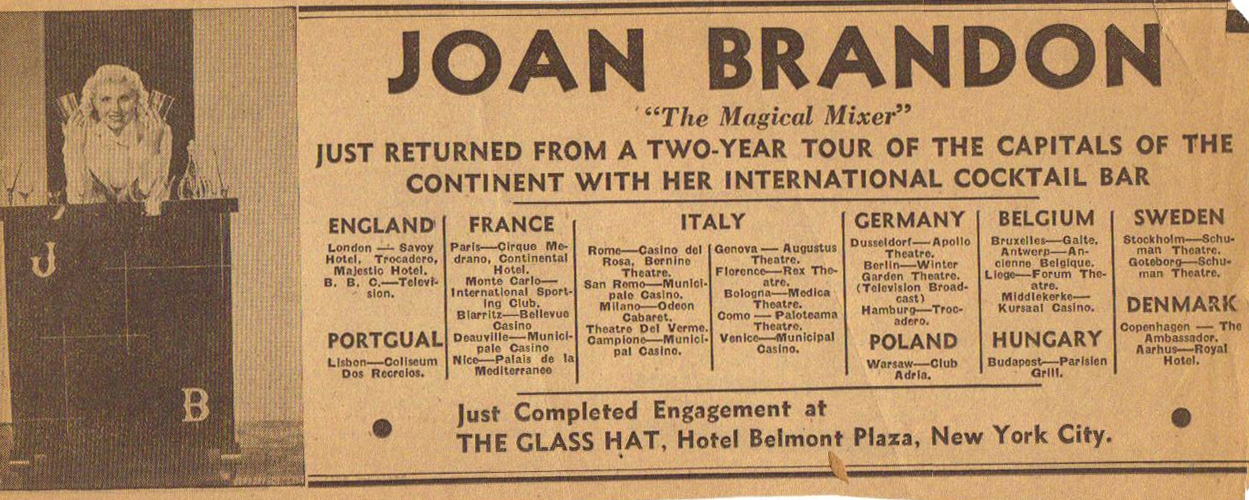 JOAN BRANDON
"The Magical Mixer"
JUST RETURNED FROM A TWO-YEAR TOUR OF THE CAPITALS OF THE
CONTINENT WITH HER INTERNATIONAL COCKTAIL BAR
ENGLAND
London — Savoy
Hotel, Trocadero,
Majestic Hotel.
B. B. C.—Televi-
sion.
PORTGUAL
Lisbon—Coliseum
Dos Recreios.
FRANCE
Paris—Cirque Me-
drano, Continental
Hotel.
Monte Carlo—
International Sport-
ing Club.
Biarritz—Bellevue
Casino
Deauville—Munici-
pale Casino
Nice—Palais de la
Mediterranee
ITALY
Rome—Casino del
Rosa, Bernine
Theatre.
San Remo—Munici-
pale Casino.
Milano—Odeon
Cabaret.
Theatre Del Verme.
Campione—Munici-
pal Casino.
Genova — Augustus
Theatre.
Florence—Rex The-
atre.
Bologna—Medica
Theatre.
Como — Paloteama
Theatre.
Venice—Municipal
Casino.
GERMANY
Dusseldorf—Apollo
Theatre.
Berlin—Winter
Garden Theatre.
(Television Broad-
cast)
Hamburg—Troc-
adero.
POLAND
Warsaw—Club
Adria.
BELGIUM
Bruxelles—Gaite.
Antwerp—An-
cienne Belgique.
Liege—Forum The-
atre.
Middlekerke—
Kursaal Casino.
HUNGARY
Budapest—Parisien
Grill.
SWEDEN
Stockholm—Schu-
man Theatre.
Goteborg—Schu-
man Theatre.
DENMARK
Copenhagen — The
Ambassador.
Aarhus—Royal
Hotel.
Just Completed Engagement at
THE GLASS HAT, Hotel Belmont Plaza, New York City.
J
B